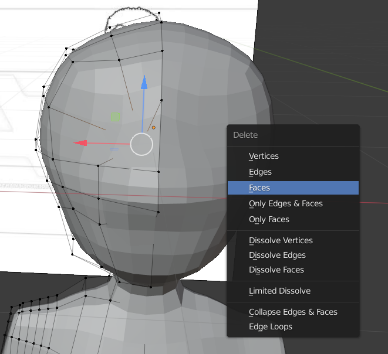 Delete
Vertices
Edges
Faces
Only Edges & Faces
Only Faces
Dissolve Vertices
Dissolve Edges
Dissolve Faces
Limited Dissolve
Collapse Edges & Faces
Edge Loops